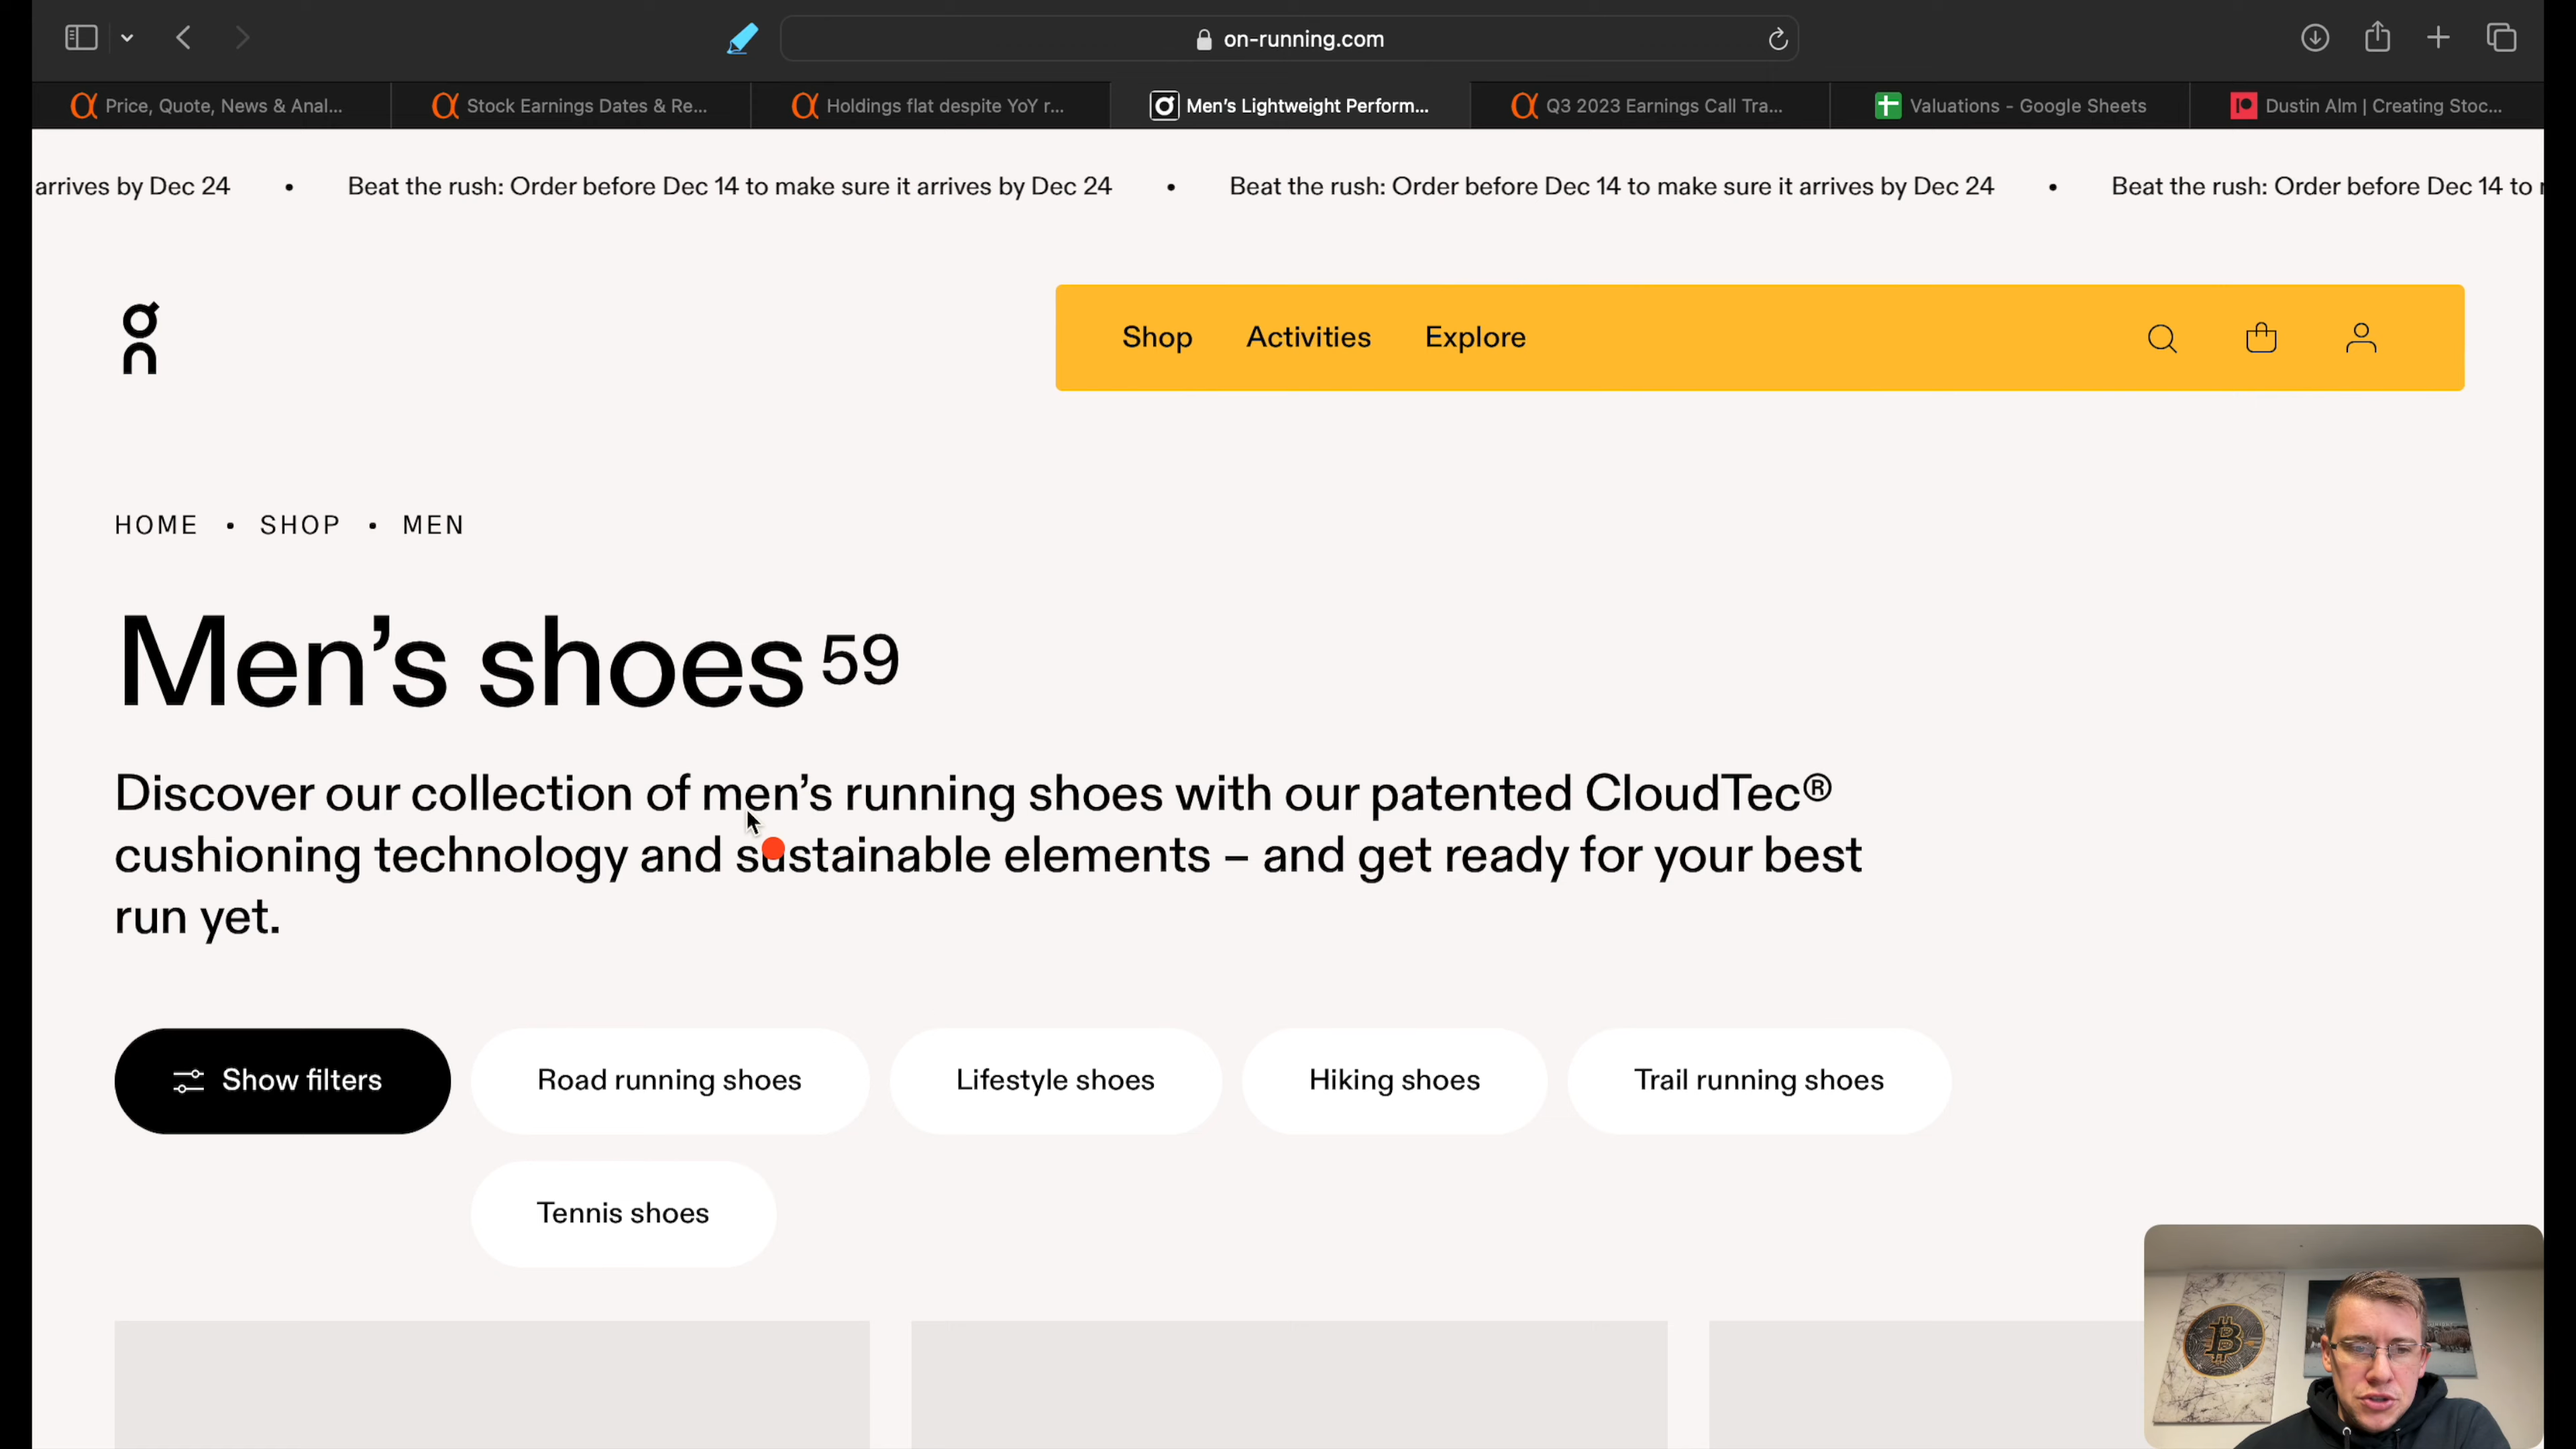 on-running.com
Price, Quote, News & Anal...
Stock Earnings Dates & Re...
Holdings flat despite YoY r...
Men's Lightweight Perform...
Q3 2023 Earnings Call Tra...
Valuations - Google Sheets
Dustin Alm | Creating Stoc...
arrives by Dec 24 • Beat the rush: Order before Dec 14 to make sure it arrives by Dec 24 • Beat the rush: Order before Dec 14 to make sure it arrives by Dec 24 • Beat the rush: Order before Dec 14 to
on
Shop Activities Explore
HOME • SHOP • MEN
Men's shoes 59
Discover our collection of men's running shoes with our patented CloudTec®
cushioning technology and sustainable elements – and get ready for your best
run yet.
Show filters
Road running shoes
Lifestyle shoes
Hiking shoes
Trail running shoes
Tennis shoes